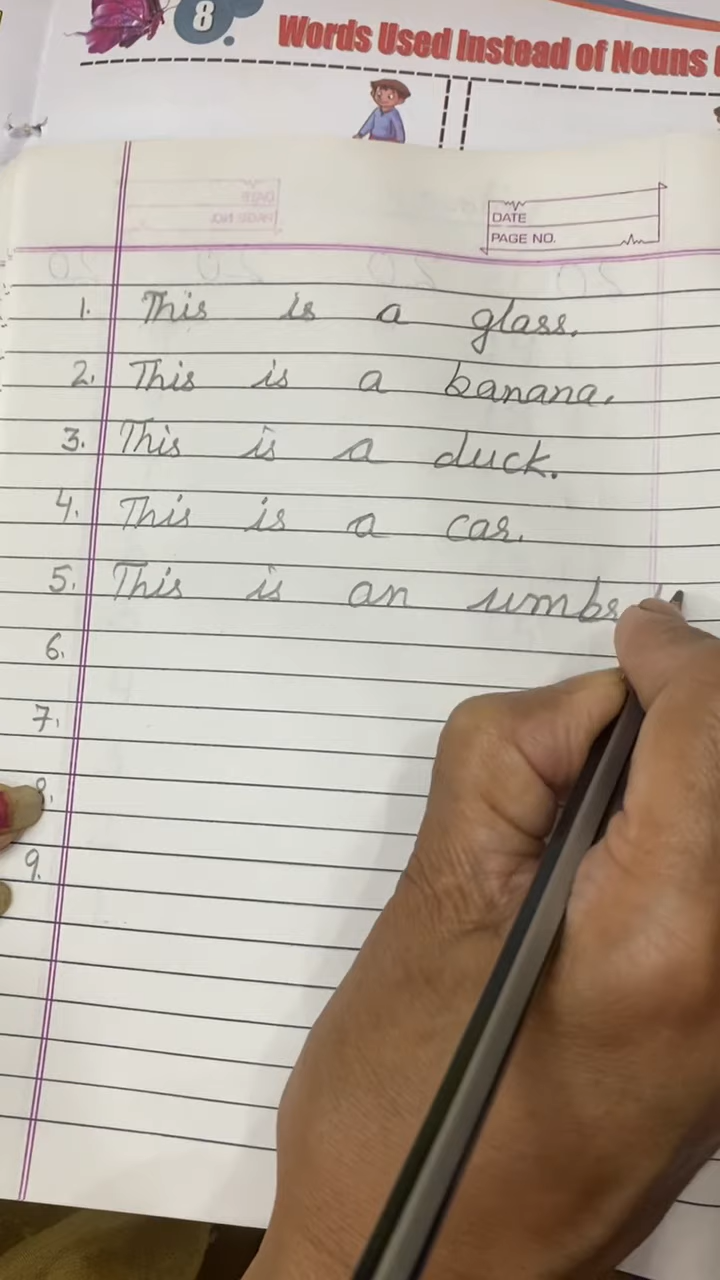 8
Words Used Instead of Nouns
DATE
PAGE NO.
1. This is a glass.
2. This is a banana.
3. This is a duck.
4. This is a car.
5. This is an
6.
7.
8.
9.